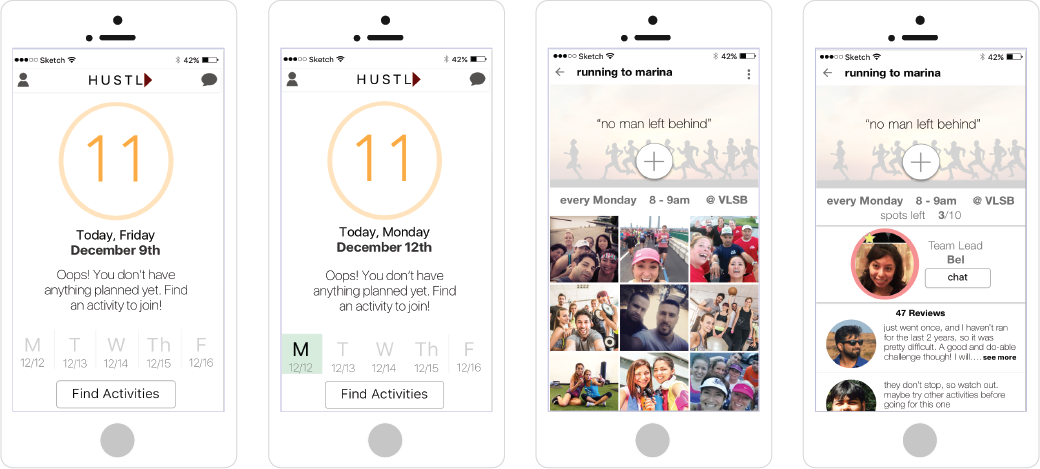 Sketch 42%
HUSTL
11
Today, Friday
December 9th
Oops! You don't have
anything planned yet. Find
an activity to join!
M T W Th F
12/12 12/13 12/14 12/15 12/16
Find Activities
Sketch 42%
HUSTL
11
Today, Monday
December 12th
Oops! You don't have
anything planned yet. Find
an activity to join!
M T W Th F
12/12 12/13 12/14 12/15 12/16
Find Activities
Sketch 42%
running to marina
“no man left behind”
every Monday 8 - 9am @ VLSB
Sketch 42%
running to marina
“no man left behind”
every Monday 8 - 9am @ VLSB
spots left 3/10
Team Lead
Bel
chat
47 Reviews
just went once, and I haven't ran
for the last 2 years, so it was
pretty difficult. A good and do-able
challenge though! I will.... see more
they don't stop, so watch out.
maybe try other activities before
going for this one